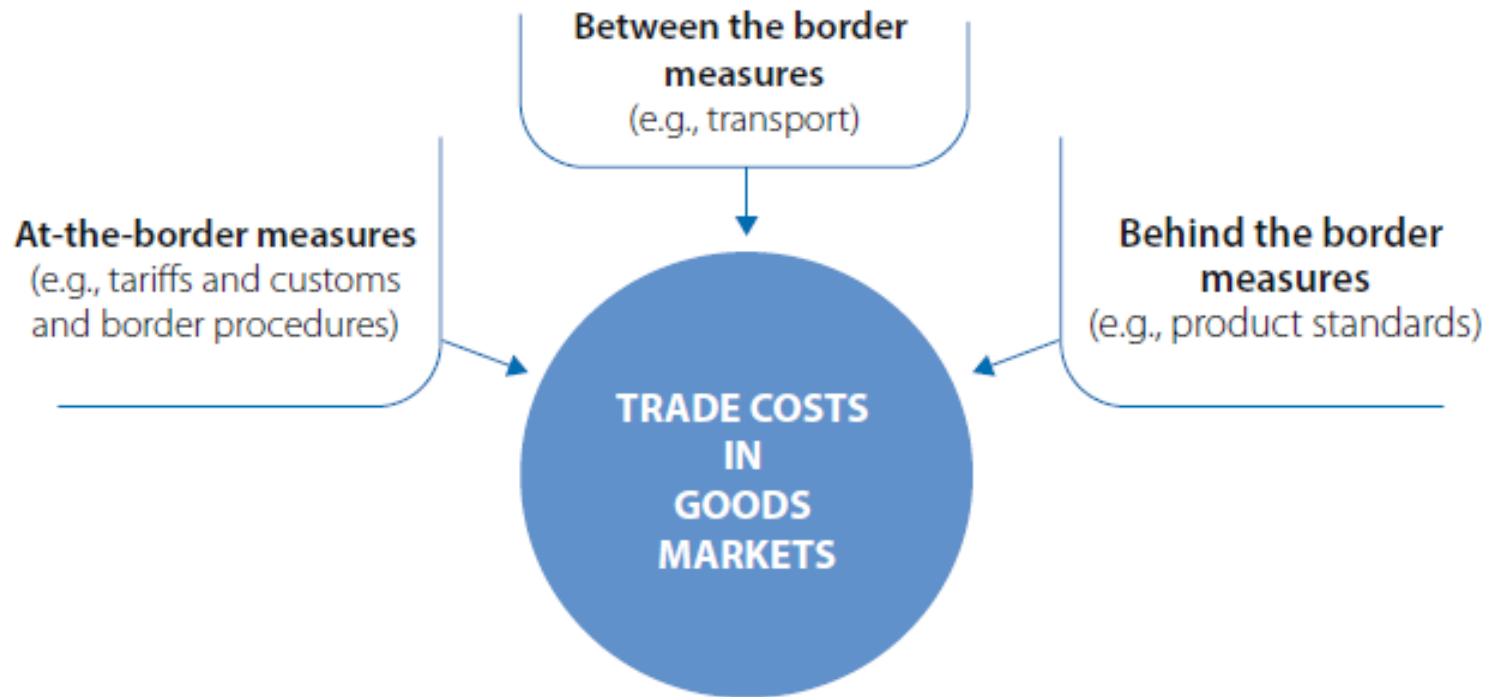 Between the border
measures
(e.g., transport)
At-the-border measures
(e.g., tariffs and customs
and border procedures)
Behind the border
measures
(e.g., product standards)
TRADE COSTS
IN
GOODS
MARKETS